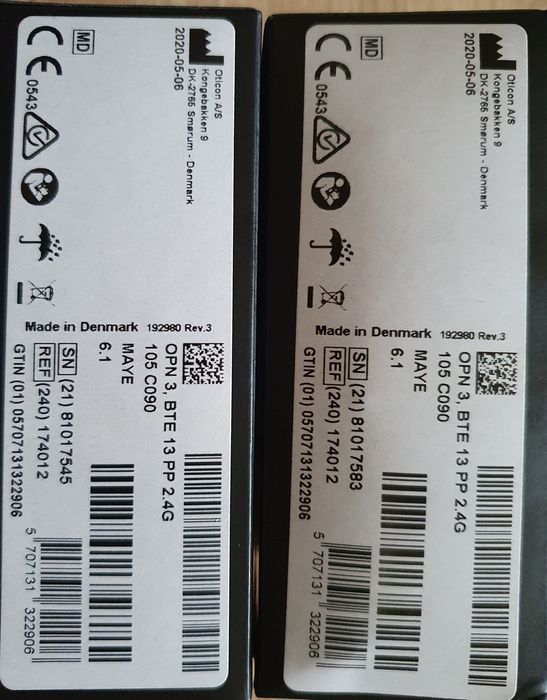 MD
CE 0543
2020-05-06
Oticon A/S
Kongebakken 9
DK-2765 Smørum - Denmark
Made in Denmark 192980 Rev.3
OPN 3, BTE 13 PP 2.4G
105 C090
MAYE
6.1
SN (21) 81017545
REF (240) 174012
GTIN (01) 05707131322906
5 707131 322906
MD
CE 0543
2020-05-06
Oticon A/S
Kongebakken 9
DK-2765 Smørum - Denmark
Made in Denmark 192980 Rev.3
OPN 3, BTE 13 PP 2.4G
105 C090
MAYE
6.1
SN (21) 81017583
REF (240) 174012
GTIN (01) 05707131322906
5 707131 322906